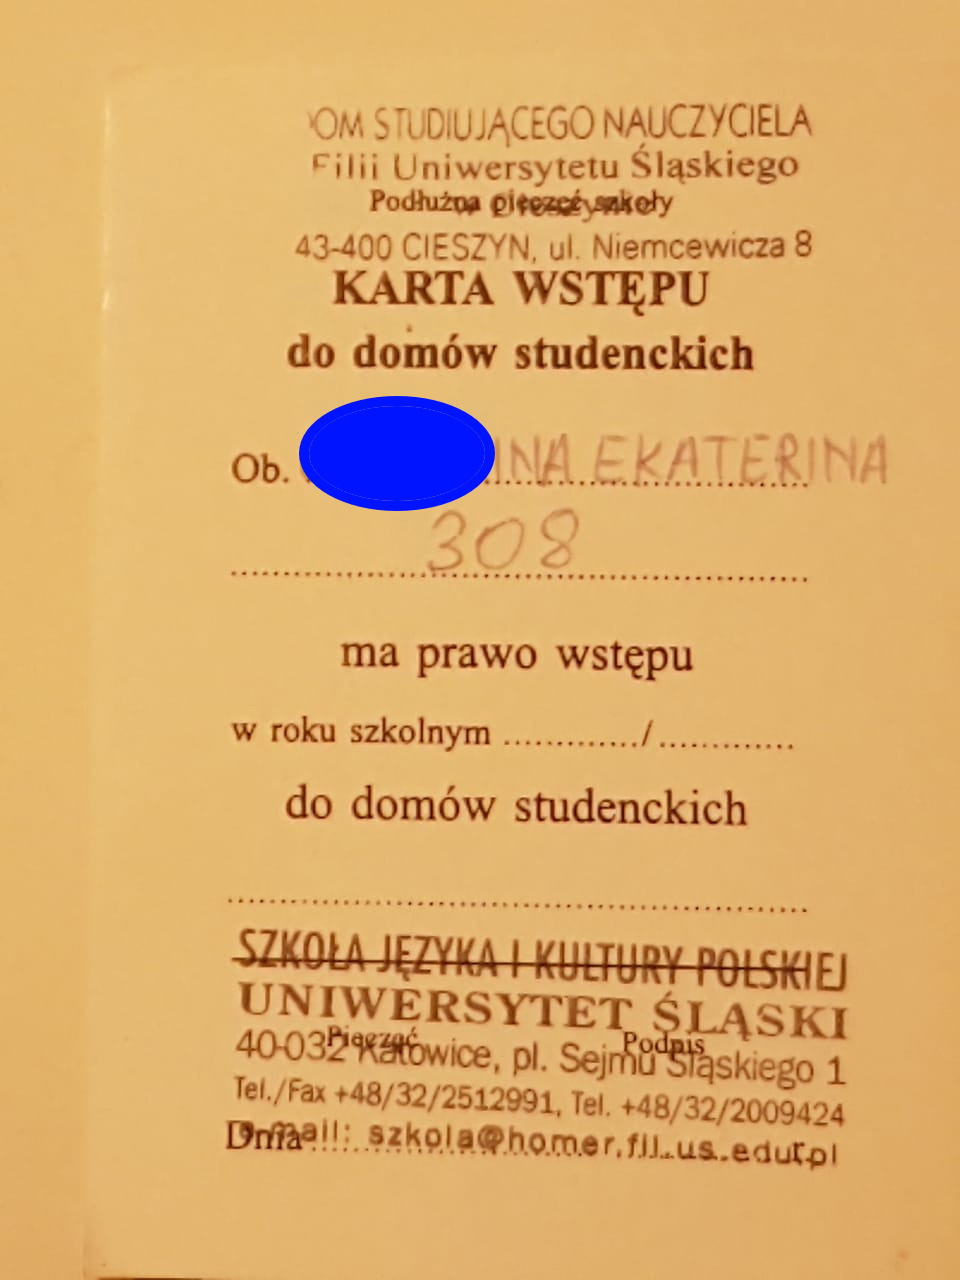 OM STUDIUJĄCEGO NAUCZYCIELA
Filii Uniwersytetu Śląskiego
Podłużna pieczęć szkoły
43-400 CIESZYN, ul. Niemcewicza 8
KARTA WSTĘPU
do domów studenckich
Ob. INA EKATERINA
308
ma prawo wstępu
w roku szkolnym ............./.............
do domów studenckich
SZKOŁA JĘZYKA I KULTURY POLSKIEJ
UNIWERSYTET ŚLĄSKI
Pieczęć Podpis
40-032 Katowice, pl. Sejmu Śląskiego 1
Tel./Fax +48/32/2512991, Tel. +48/32/2009424
Dnia
e-mail: szkola@homer.fil.us.edu.pl